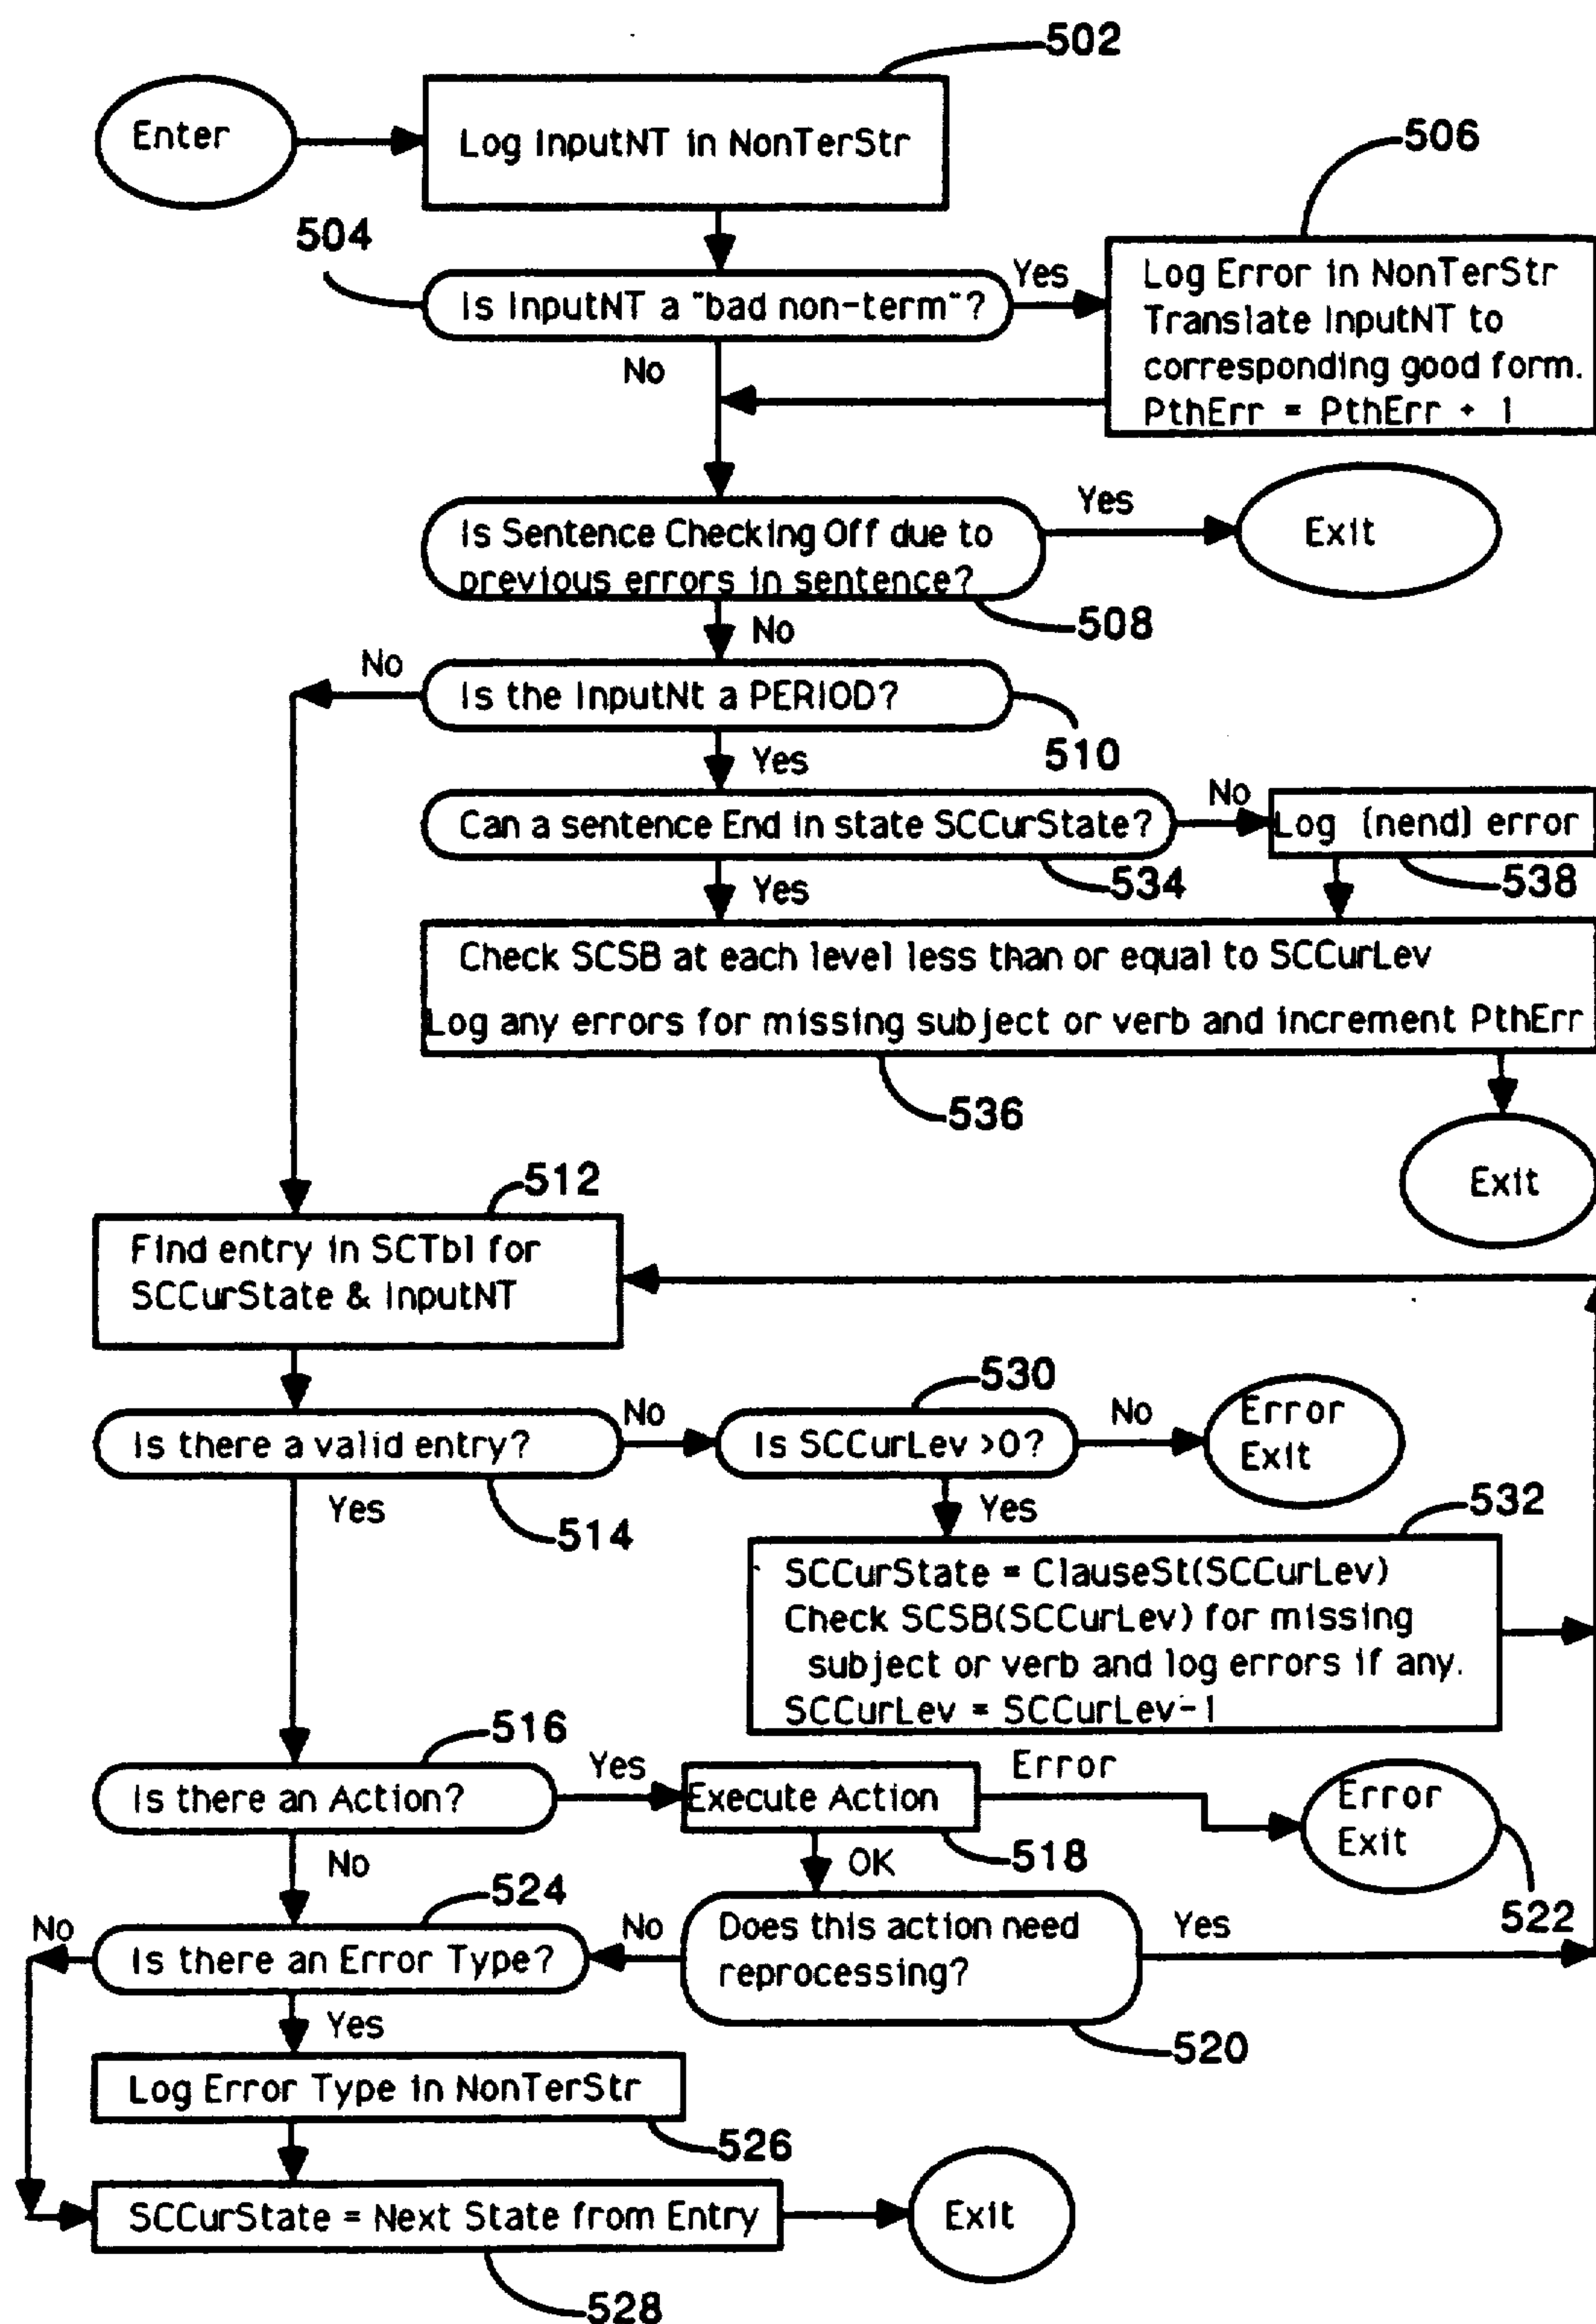 502
Enter
Log InputNT in NonTerStr
506
504
Is InputNT a "bad non-term"?
Yes
Log Error in NonTerStr
Translate InputNT to
corresponding good form.
PthErr = PthErr + 1
No
Is Sentence Checking Off due to
previous errors in sentence?
Yes
Exit
508
No
No
Is the InputNt a PERIOD?
510
Yes
Can a sentence End in state SCCurState?
No
Log (nend) error
534
538
Yes
Check SCSB at each level less than or equal to SCCurLev
Log any errors for missing subject or verb and increment PthErr
536
Exit
512
Find entry in SCTbl for
SCCurState & InputNT
530
Is there a valid entry?
No
Is SCCurLev >0?
No
Error
Exit
514
Yes
Yes
532
SCCurState = ClauseSt(SCCurLev)
Check SCSB(SCCurLev) for missing
subject or verb and log errors if any.
SCCurLev = SCCurLev-1
516
Is there an Action?
Yes
Execute Action
Error
Error
Exit
518
OK
522
No
524
No
Is there an Error Type?
No
Does this action need
reprocessing?
Yes
520
Yes
Log Error Type in NonTerStr
526
SCCurState = Next State from Entry
Exit
528